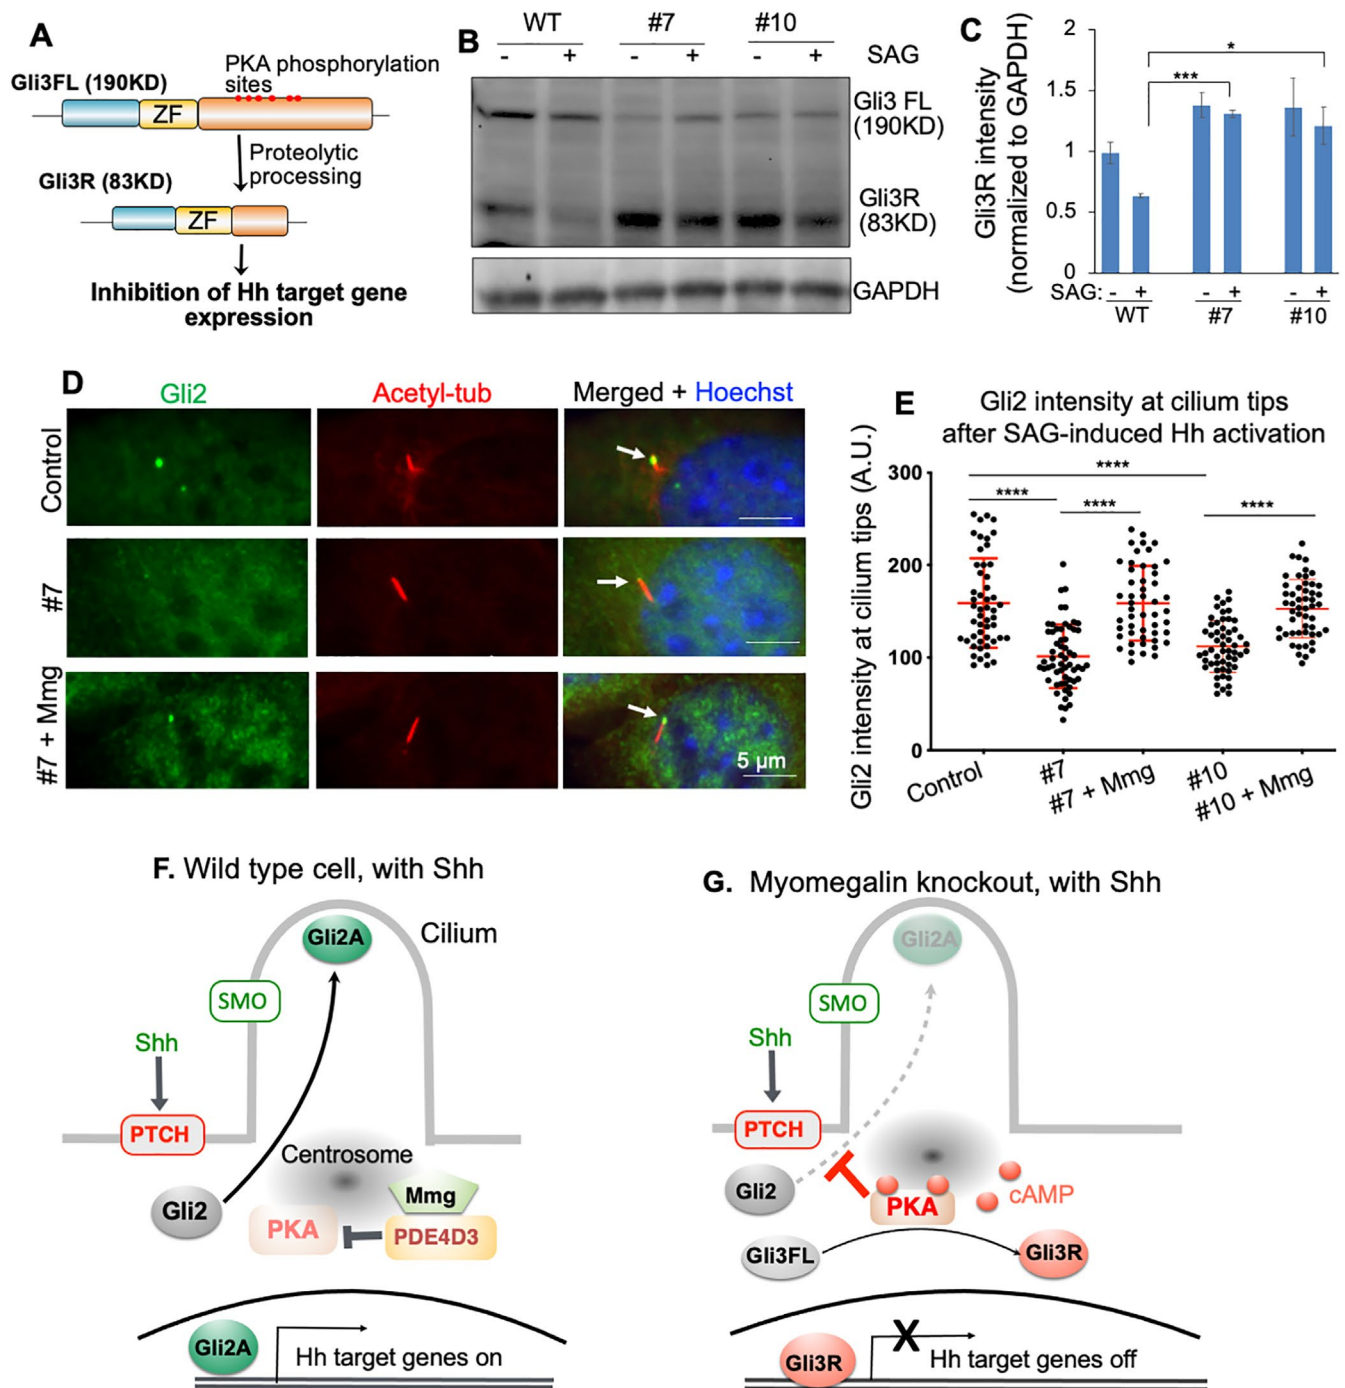 A
Gli3FL (190KD)
PKA phosphorylation
sites
ZF
Proteolytic
processing
Gli3R (83KD)
ZF
Inhibition of Hh target gene
expression
B
WT #7 #10
- + - + - + SAG
Gli3 FL
(190KD)
Gli3R
(83KD)
GAPDH
C
Gli3R intensity
(normalized to GAPDH)
2
1.5
1
0.5
0
*
***
SAG: - + - + - +
WT #7 #10
D
Gli2 Acetyl-tub Merged + Hoechst
Control
#7
#7 + Mmg
5 µm
E
Gli2 intensity at cilium tips
after SAG-induced Hh activation
Gli2 intensity at cilium tips (A.U.)
300
200
100
0
****
**** **** ****
Control
#7
#7 + Mmg
#10
#10 + Mmg
F. Wild type cell, with Shh
Gli2A
Cilium
SMO
Shh
PTCH
Centrosome
Mmg
Gli2
PKA
PDE4D3
Gli2A
Hh target genes on
G. Myomegalin knockout, with Shh
Gli2A
SMO
Shh
PTCH
Gli2
cAMP
PKA
Gli3FL
Gli3R
X
Gli3R
Hh target genes off